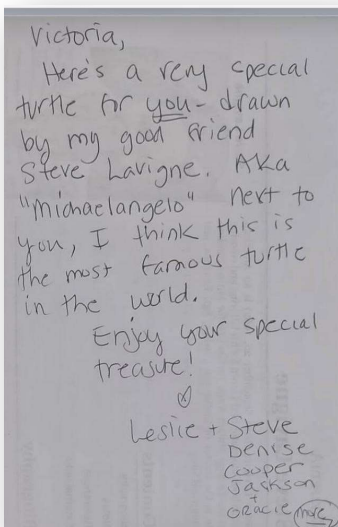 Victoria,
Here's a very special
turtle for you - drawn
by my good friend
Steve Lavigne. AKA
"Michaelangelo" Next to
you, I think this is
the most famous turtle
in the world.
Enjoy your special
treasure!
Leslie + Steve
Denise
Cooper
Jackson
+
Gracie more